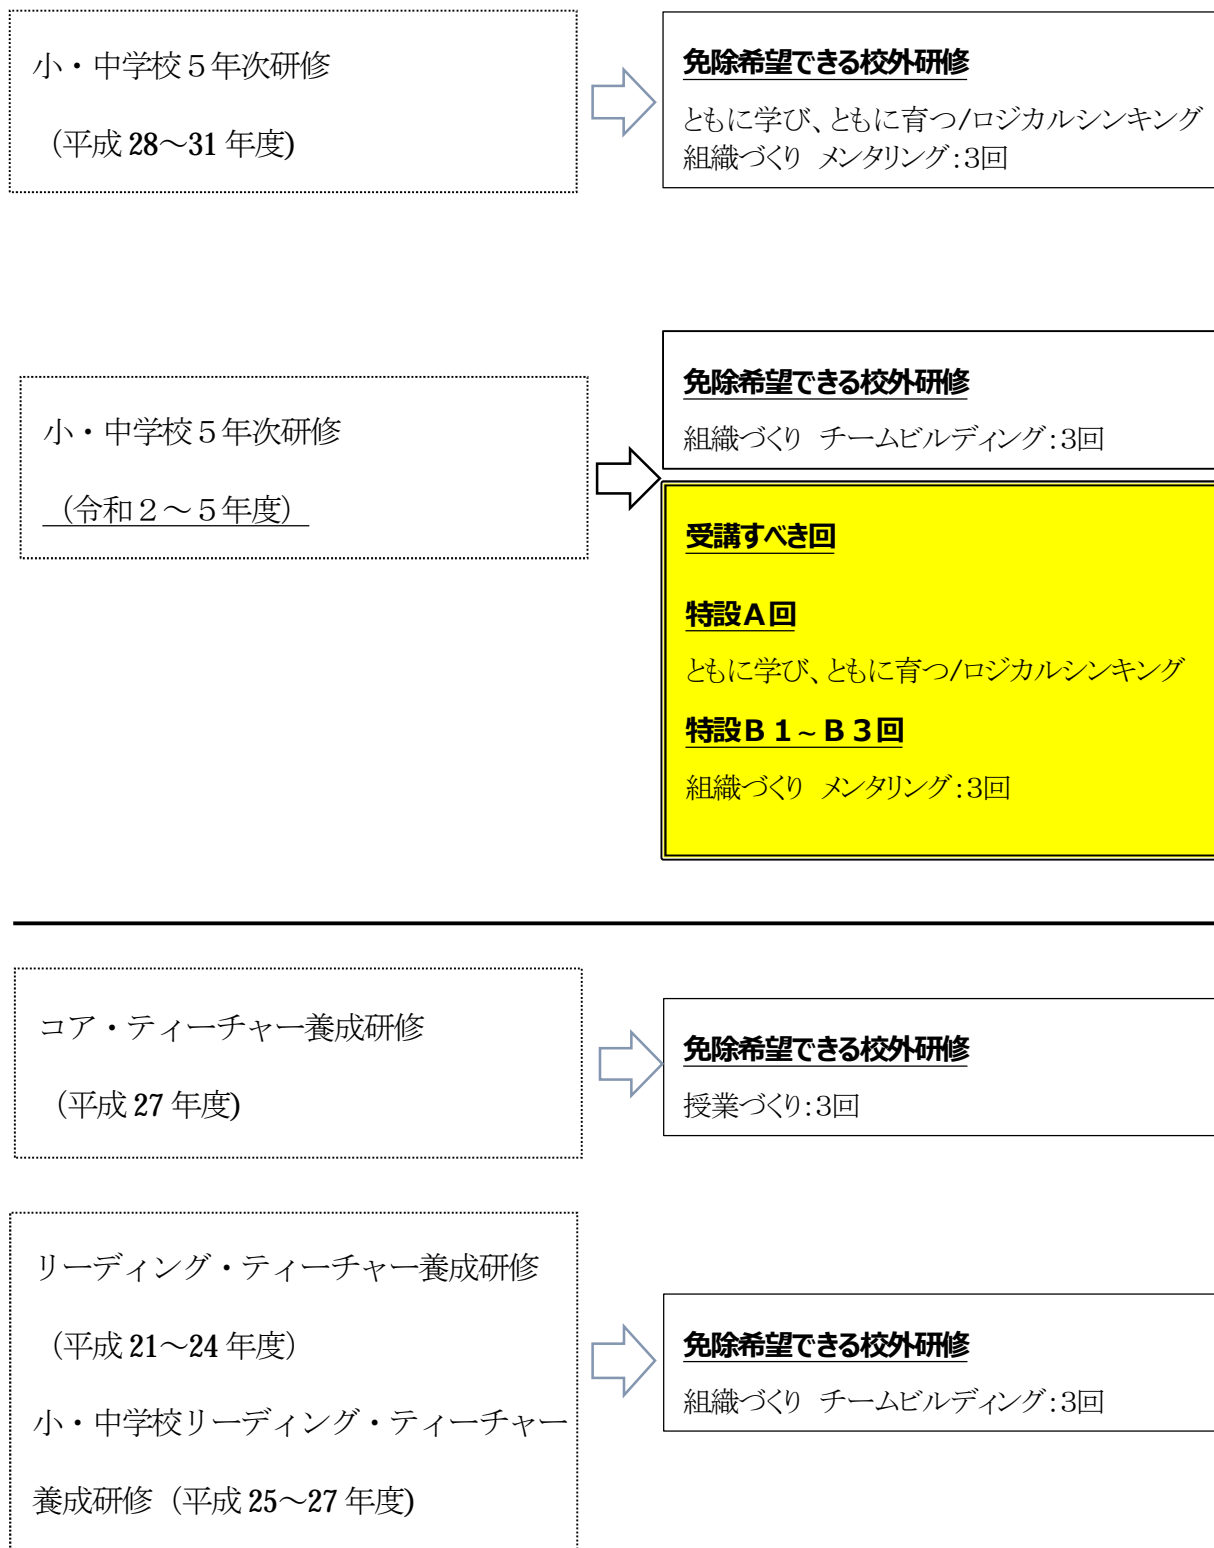 小・中学校５年次研修
（平成 28～31 年度)
免除希望できる校外研修
ともに学び、ともに育つ/ロジカルシンキング
組織づくり　メンタリング：3回
小・中学校５年次研修
（令和２～５年度）
免除希望できる校外研修
組織づくり　チームビルディング：3回
受講すべき回
特設Ａ回
ともに学び、ともに育つ/ロジカルシンキング
特設Ｂ１~Ｂ３回
組織づくり　メンタリング：3回
コア・ティーチャー養成研修
（平成 27 年度)
免除希望できる校外研修
授業づくり：3回
リーディング・ティーチャー養成研修
（平成 21～24 年度）
小・中学校リーディング・ティーチャー
養成研修（平成 25～27 年度)
免除希望できる校外研修
組織づくり　チームビルディング：3回